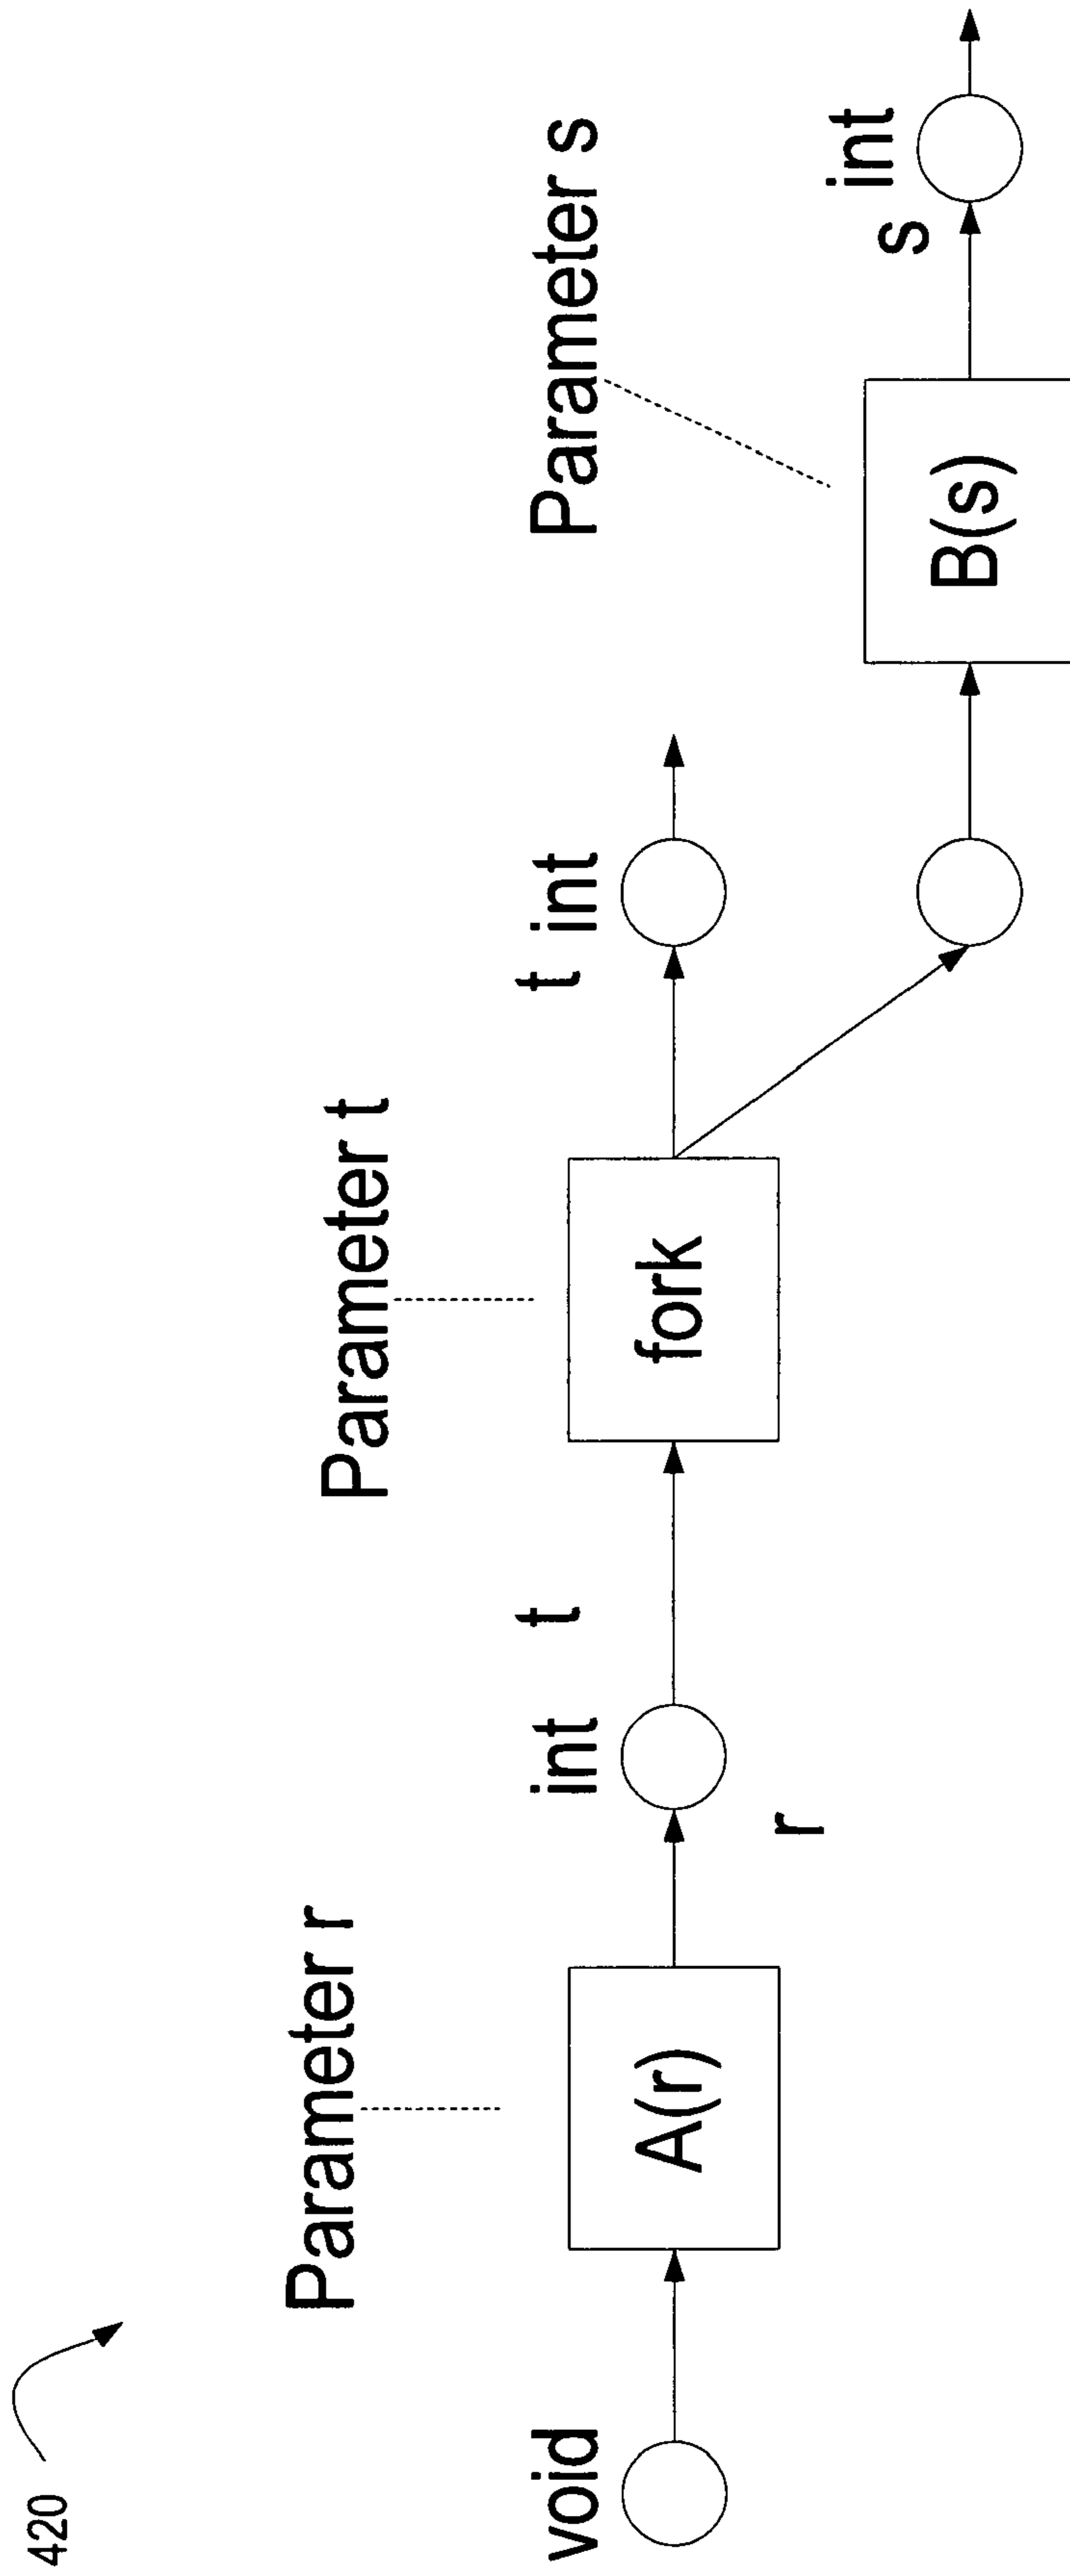 420
Parameter r
Parameter t
Parameter s
void
int
t
t
int
int
s
r
A(r)
fork
B(s)